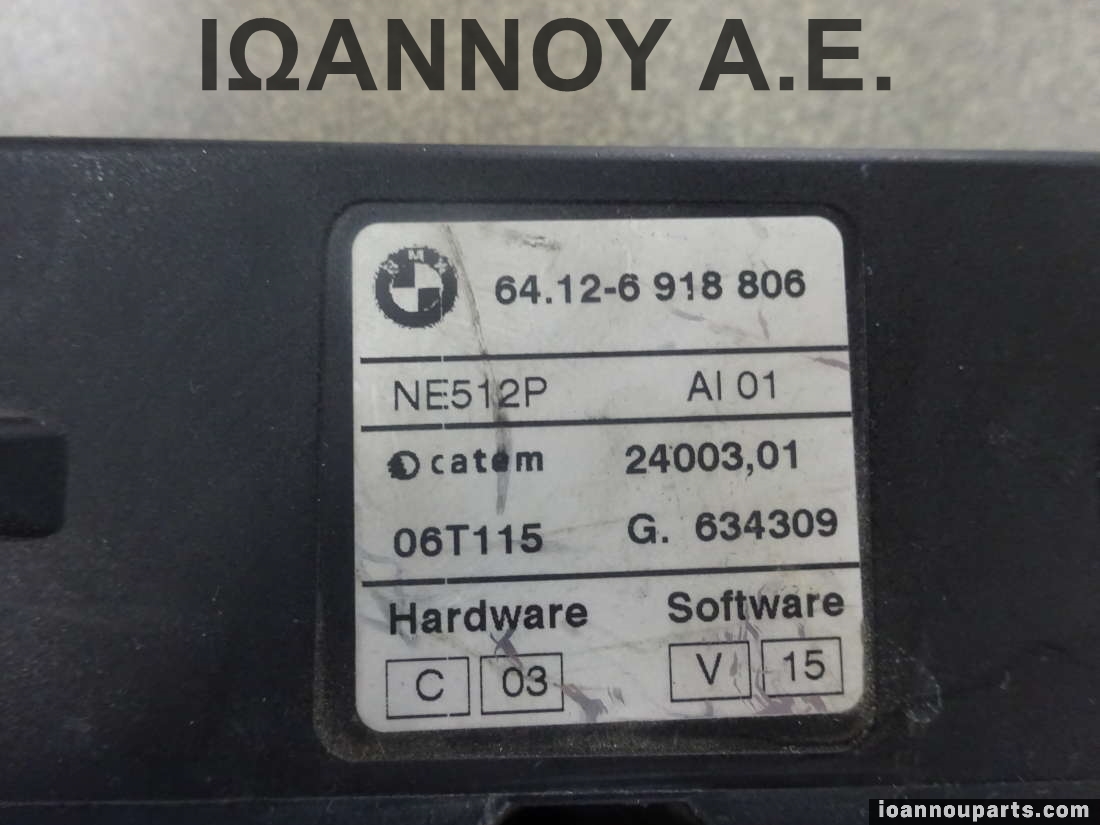 ΙΩΑΝΝΟΥ Α.Ε.
BMW 64.12-6 918 806
NE512P AI 01
catem 24003,01
06T115 G. 634309
Hardware Software
C 03 V 15
ioannouparts.com